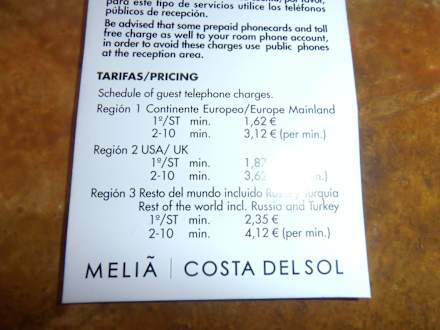 para este tipo de servicios utilice los teléfonos
públicos de recepción.
Be advised that some prepaid phonecards and toll
free charge as well to your room phone account,
in order to avoid these charges use public phones
at the reception area.
TARIFAS/PRICING
Schedule of guest telephone charges.
Región 1 Continente Europeo/Europe Mainland
1º/ST min. 1,62 €
2-10 min. 3,12 € (per min.)
Región 2 USA/ UK
1º/ST min.
2-10 min.
Región 3 Resto del mundo incluido Turquia
Rest of the world incl. Russia and Turkey
1º/ST min. 2,35 €
2-10 min. 4,12 € (per min.)
MELIÃ | COSTA DEL SOL